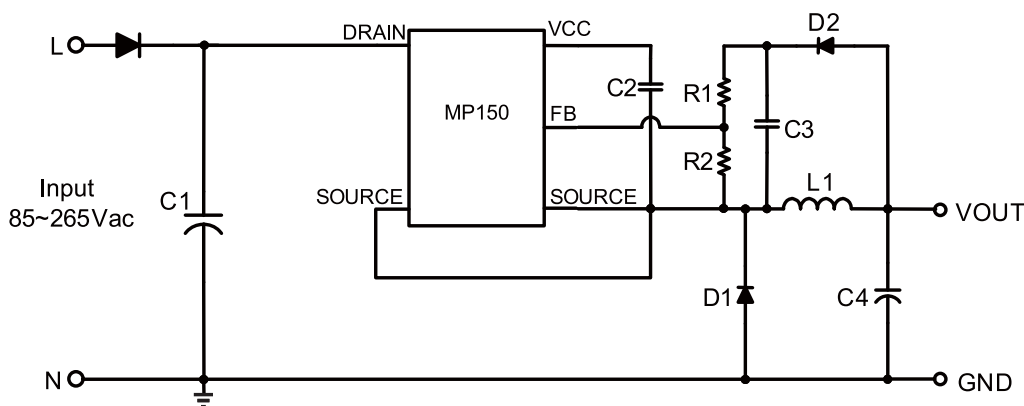 L
DRAIN
VCC
D2
C2
R1
MP150
FB
C3
R2
Input
85~265Vac
C1
SOURCE
SOURCE
L1
VOUT
D1
C4
N
GND